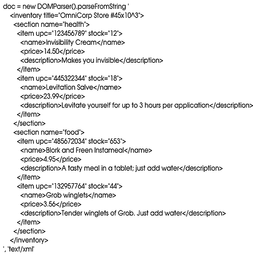 doc = new DOMParser().parseFromString '
<inventory title="OmniCorp Store #45x10^3">
<section name="health">
<item upc="123456789" stock="12">
<name>Invisibility Cream</name>
<price>14.50</price>
<description>Makes you invisible</description>
</item>
<item upc="445322344" stock="18">
<name>Levitation Salve</name>
<price>23.99</price>
<description>Levitate yourself for up to 3 hours per application</description>
</item>
</section>
<section name="food">
<item upc="485672034" stock="653">
<name>Blork and Freen Instameal</name>
<price>4.95</price>
<description>A tasty meal in a tablet; just add water</description>
</item>
<item upc="132957764" stock="44">
<name>Grob winglets</name>
<price>3.56</price>
<description>Tender winglets of Grob. Just add water</description>
</item>
</section>
</inventory>
', 'text/xml'